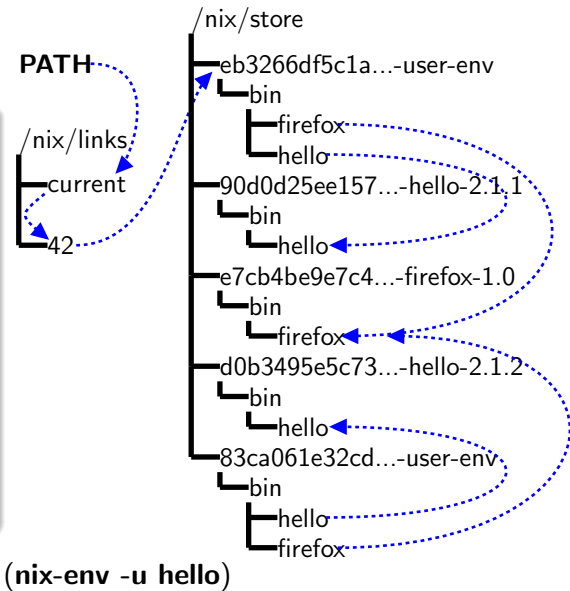 /nix/store
PATH
eb3266df5c1a...-user-env
bin
firefox
/nix/links
hello
current
90d0d25ee157...-hello-2.1.1
bin
42
hello
e7cb4be9e7c4...-firefox-1.0
bin
firefox
d0b3495e5c73...-hello-2.1.2
bin
hello
83ca061e32cd...-user-env
bin
hello
firefox
(nix-env -u hello)